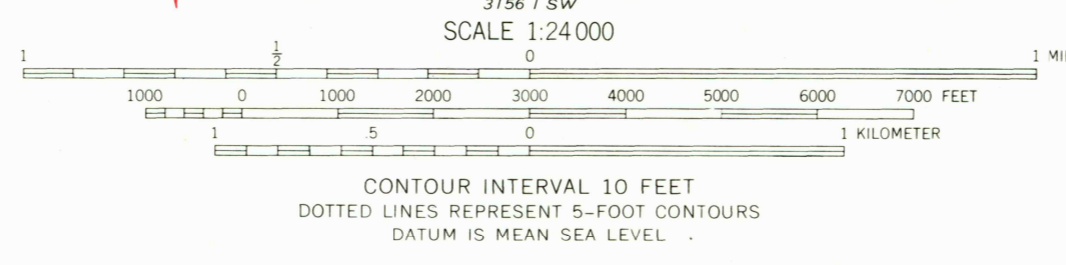 3156 I SW
SCALE 1:24 000
1 ½ 0 1 MI
1000 0 1000 2000 3000 4000 5000 6000 7000 FEET
1 .5 0 1 KILOMETER
CONTOUR INTERVAL 10 FEET
DOTTED LINES REPRESENT 5-FOOT CONTOURS
DATUM IS MEAN SEA LEVEL